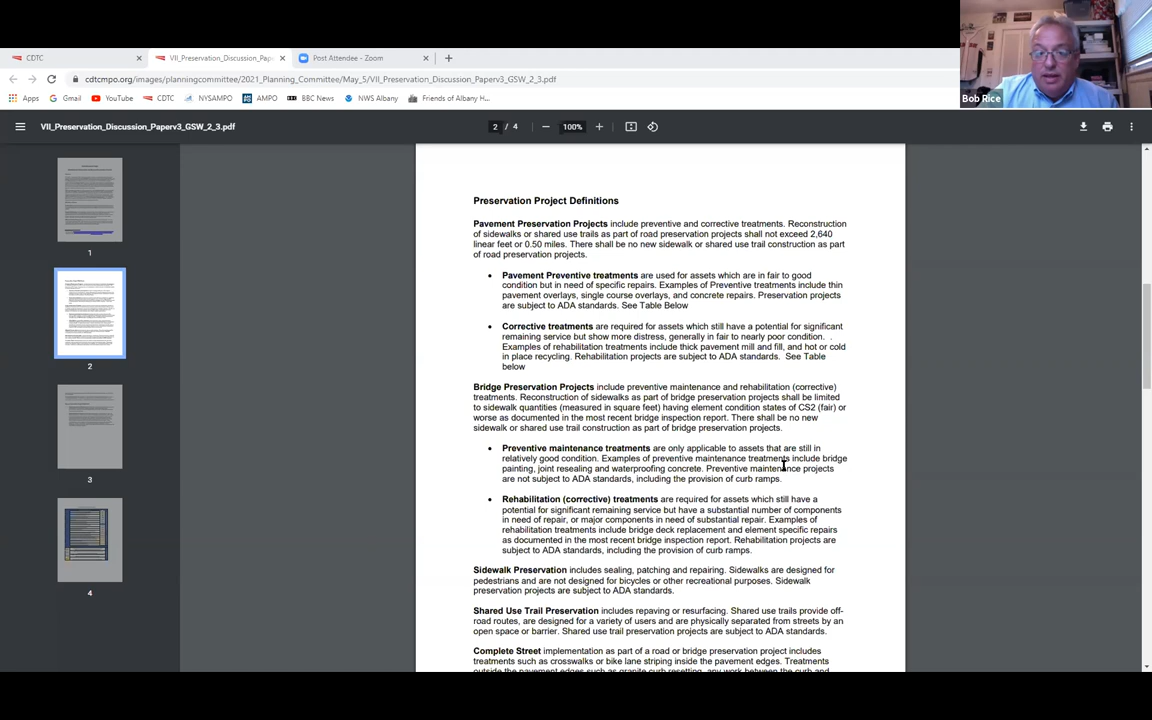 Bob Rice
CDTC
VII_Preservation_Discussion_Pape
Post Attendee - Zoom
cdtcmpo.org/images/planningcommittee/2021_Planning_Committee/May_5/VII_Preservation_Discussion_Paperv3_GSW_2_3.pdf
Apps Gmail YouTube CDTC NYSAMPO AMPO BBC News NWS Albany Friends of Albany H...
VII_Preservation_Discussion_Paperv3_GSW_2_3.pdf
2 / 4
100%
1
2
3
4
Preservation Project Definitions
Pavement Preservation Projects include preventive and corrective treatments. Reconstruction
of sidewalks or shared use trails as part of road preservation projects shall not exceed 2,640
linear feet or 0.50 miles. There shall be no new sidewalk or shared use trail construction as part
of road preservation projects.
• Pavement Preventive treatments are used for assets which are in fair to good
condition but in need of specific repairs. Examples of Preventive treatments include thin
pavement overlays, single course overlays, and concrete repairs. Preservation projects
are subject to ADA standards. See Table Below
• Corrective treatments are required for assets which still have a potential for significant
remaining service but show more distress, generally in fair to nearly poor condition. .
Examples of rehabilitation treatments include thick pavement mill and fill, and hot or cold
in place recycling. Rehabilitation projects are subject to ADA standards. See Table
below
Bridge Preservation Projects include preventive maintenance and rehabilitation (corrective)
treatments. Reconstruction of sidewalks as part of bridge preservation projects shall be limited
to sidewalk quantities (measured in square feet) having element condition states of CS2 (fair) or
worse as documented in the most recent bridge inspection report. There shall be no new
sidewalk or shared use trail construction as part of bridge preservation projects.
• Preventive maintenance treatments are only applicable to assets that are still in
relatively good condition. Examples of preventive maintenance treatments include bridge
painting, joint resealing and waterproofing concrete. Preventive maintenance projects
are not subject to ADA standards, including the provision of curb ramps.
• Rehabilitation (corrective) treatments are required for assets which still have a
potential for significant remaining service but have a substantial number of components
in need of repair, or major components in need of substantial repair. Examples of
rehabilitation treatments include bridge deck replacement and element specific repairs
as documented in the most recent bridge inspection report. Rehabilitation projects are
subject to ADA standards, including the provision of curb ramps.
Sidewalk Preservation includes sealing, patching and repairing. Sidewalks are designed for
pedestrians and are not designed for bicycles or other recreational purposes. Sidewalk
preservation projects are subject to ADA standards.
Shared Use Trail Preservation includes repaving or resurfacing. Shared use trails provide off-
road routes, are designed for a variety of users and are physically separated from streets by an
open space or barrier. Shared use trail preservation projects are subject to ADA standards.
Complete Street implementation as part of a road or bridge preservation project includes
treatments such as crosswalks or bike lane striping inside the pavement edges. Treatments
outside the pavement edges such as granite curb resetting, any work between the curb and